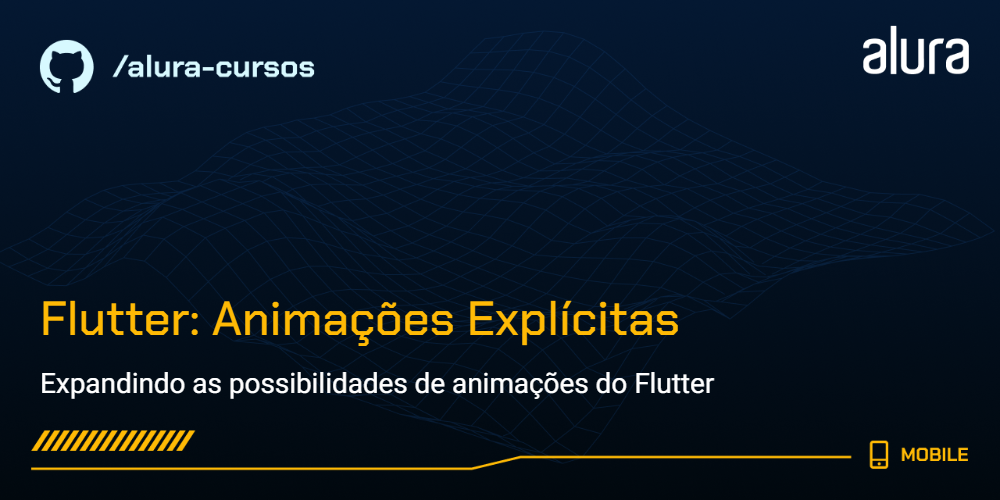 /alura-cursos
alura
Flutter: Animações Explícitas
Expandindo as possibilidades de animações do Flutter
MOBILE